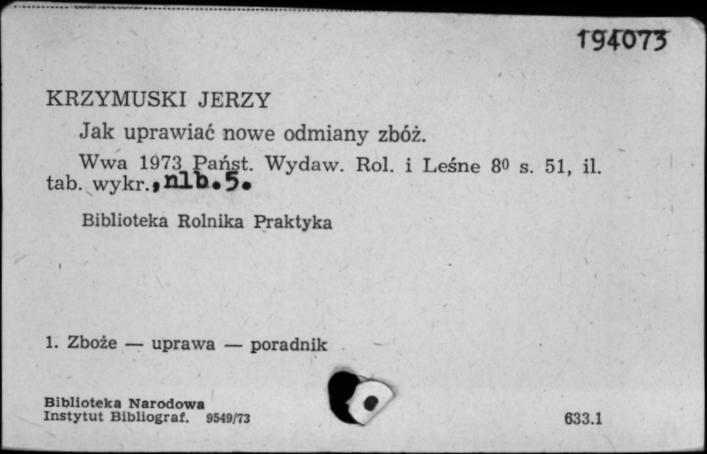 194073
KRZYMUSKI JERZY
Jak uprawiać nowe odmiany zbóż.
Wwa 1973 Państ. Wydaw. Rol. i Leśne 8⁰ s. 51, il.
tab. wykr., nlb. 5.
Biblioteka Rolnika Praktyka
1. Zboże — uprawa — poradnik
Biblioteka Narodowa
Instytut Bibliograf. 9549/73
633.1